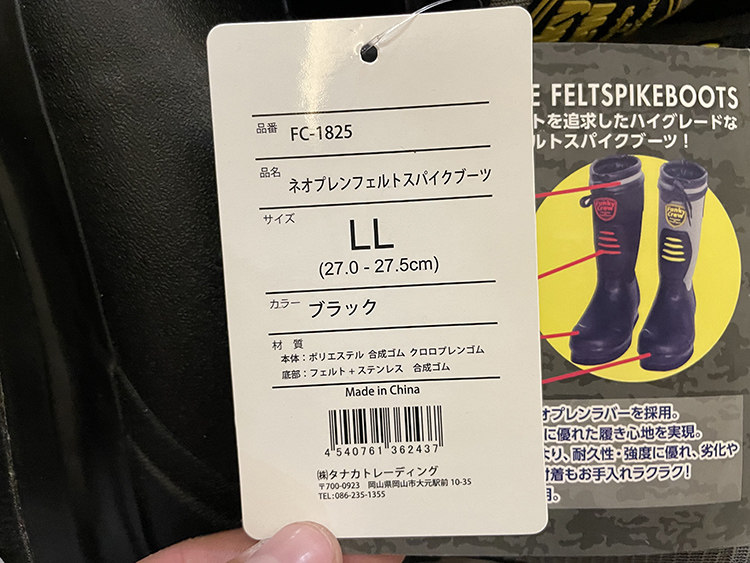 品番 FC-1825
品名 ネオプレンフェルトスパイクブーツ
サイズ
LL
(27.0 - 27.5cm)
カラー ブラック
材 質
本体：ポリエステル 合成ゴム クロロプレンゴム
底部：フェルト＋ステンレス 合成ゴム
Made in China
4 540761 362437
(株)タナカトレーディング
〒700-0923 岡山県岡山市大元駅前 10-35
TEL: 086-235-1355
E FELTSPIKEBOOTS
トを追求したハイグレードな
ルトスパイクブーツ！
Funky Crew
Funky Crew
オプレンラバーを採用。
に優れた履き心地を実現。
より、耐久性・強度に優れ、劣化や
付着もお手入れラクラク！
用。